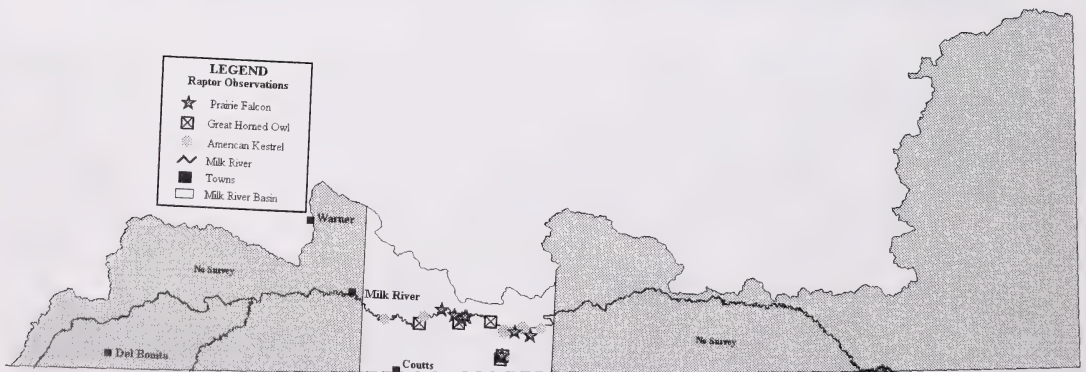 LEGEND
Raptor Observations
Prairie Falcon
Great Horned Owl
American Kestrel
Milk River
Towns
Milk River Basin
Warner
No Survey
Milk River
Del Bonita
Coutts
No Survey